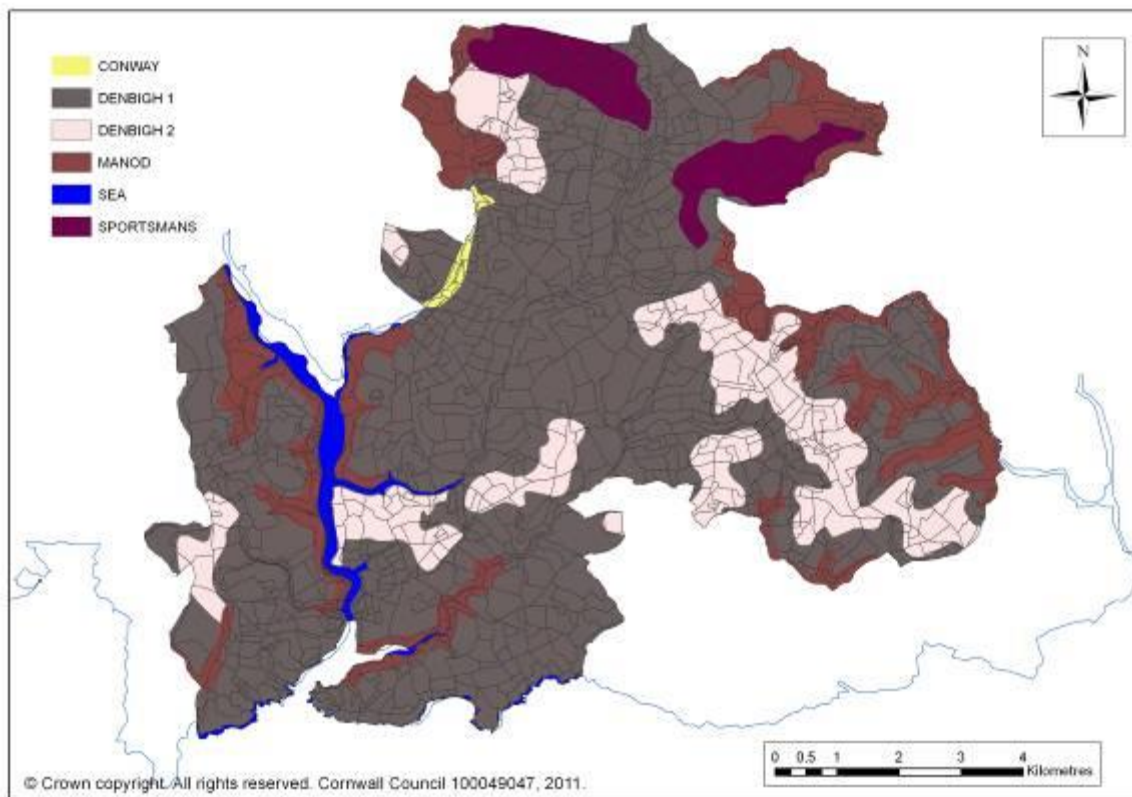 CONWAY
DENBIGH 1
DENBIGH 2
MANOD
SEA
SPORTSMANS
N
0 0.5 1 2 3 4
Kilometres
© Crown copyright. All rights reserved. Cornwall Council 100049047, 2011.